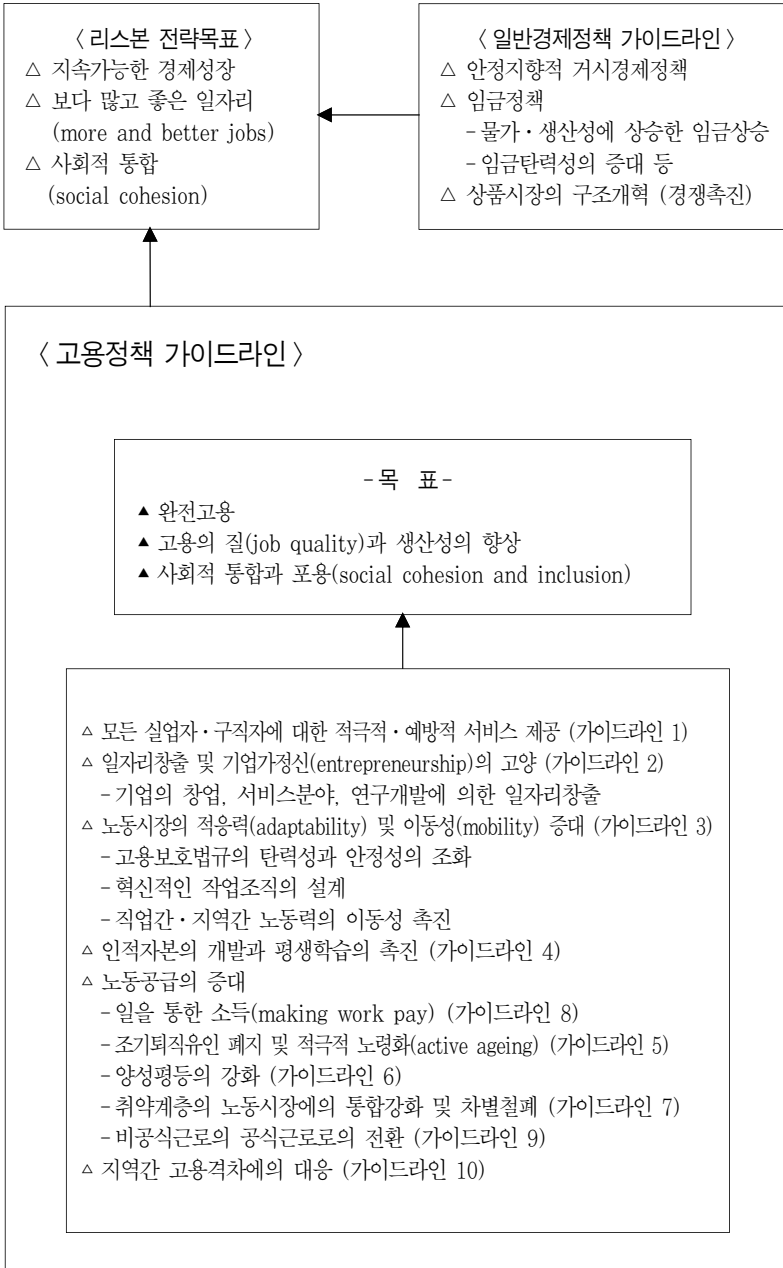 〈 리스본 전략목표 〉
△ 지속가능한 경제성장
△ 보다 많고 좋은 일자리
(more and better jobs)
△ 사회적 통합
(social cohesion)
〈 일반경제정책 가이드라인 〉
△ 안정지향적 거시경제정책
△ 임금정책
- 물가·생산성에 상승한 임금상승
- 임금탄력성의 증대 등
△ 상품시장의 구조개혁 (경쟁촉진)
〈 고용정책 가이드라인 〉
- 목 표 -
▲ 완전고용
▲ 고용의 질(job quality)과 생산성의 향상
▲ 사회적 통합과 포용(social cohesion and inclusion)
△ 모든 실업자·구직자에 대한 적극적·예방적 서비스 제공 (가이드라인 1)
△ 일자리창출 및 기업가정신(entrepreneurship)의 고양 (가이드라인 2)
- 기업의 창업, 서비스분야, 연구개발에 의한 일자리창출
△ 노동시장의 적응력(adaptability) 및 이동성(mobility) 증대 (가이드라인 3)
- 고용보호법규의 탄력성과 안정성의 조화
- 혁신적인 작업조직의 설계
- 직업간·지역간 노동력의 이동성 촉진
△ 인적자본의 개발과 평생학습의 촉진 (가이드라인 4)
△ 노동공급의 증대
- 일을 통한 소득(making work pay) (가이드라인 8)
- 조기퇴직유인 폐지 및 적극적 노령화(active ageing) (가이드라인 5)
- 양성평등의 강화 (가이드라인 6)
- 취약계층의 노동시장에의 통합강화 및 차별철폐 (가이드라인 7)
- 비공식근로의 공식근로로의 전환 (가이드라인 9)
△ 지역간 고용격차에의 대응 (가이드라인 10)